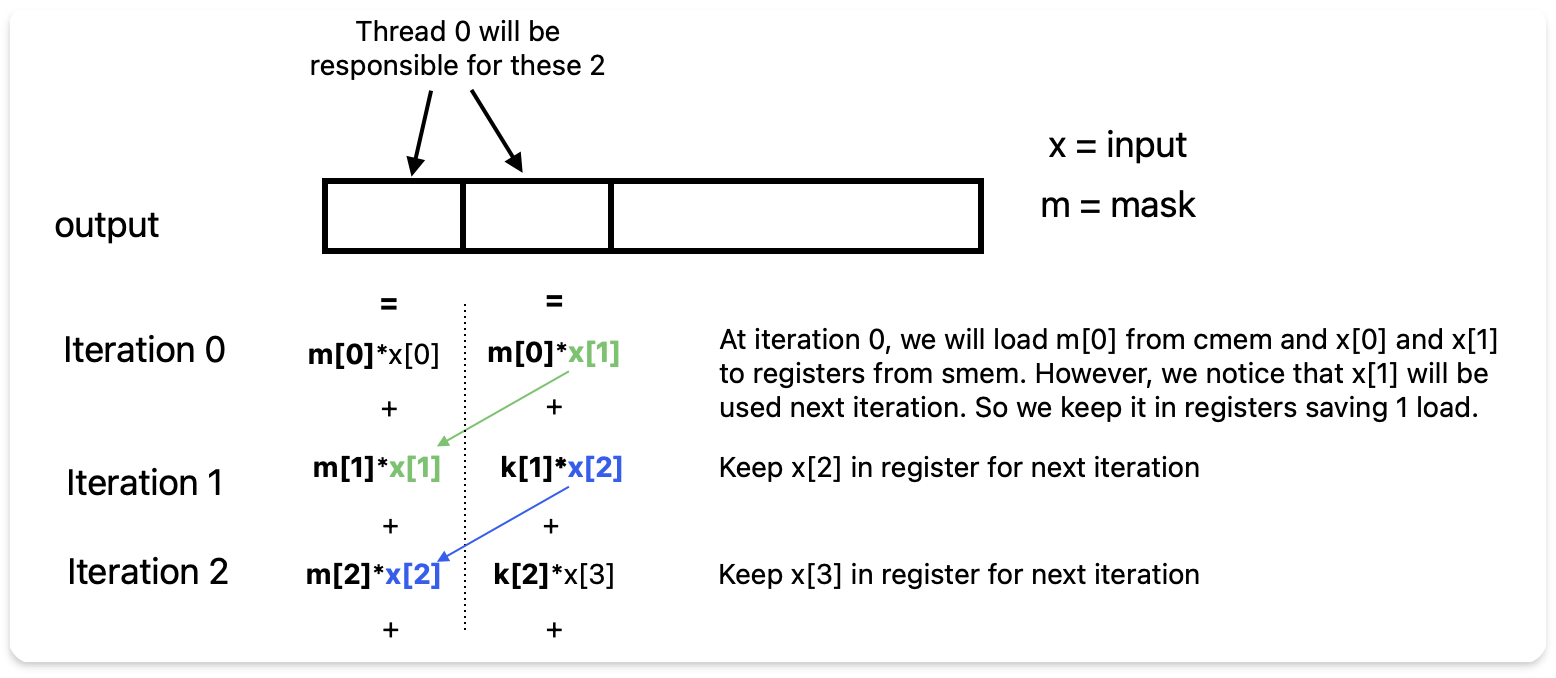 Thread 0 will be
responsible for these 2
x = input
m = mask
output
= =
Iteration 0 m[0]*x[0] m[0]*x[1] At iteration 0, we will load m[0] from cmem and x[0] and x[1]
to registers from smem. However, we notice that x[1] will be
used next iteration. So we keep it in registers saving 1 load.
+ +
Iteration 1 m[1]*x[1] k[1]*x[2] Keep x[2] in register for next iteration
+ +
Iteration 2 m[2]*x[2] k[2]*x[3] Keep x[3] in register for next iteration
+ +